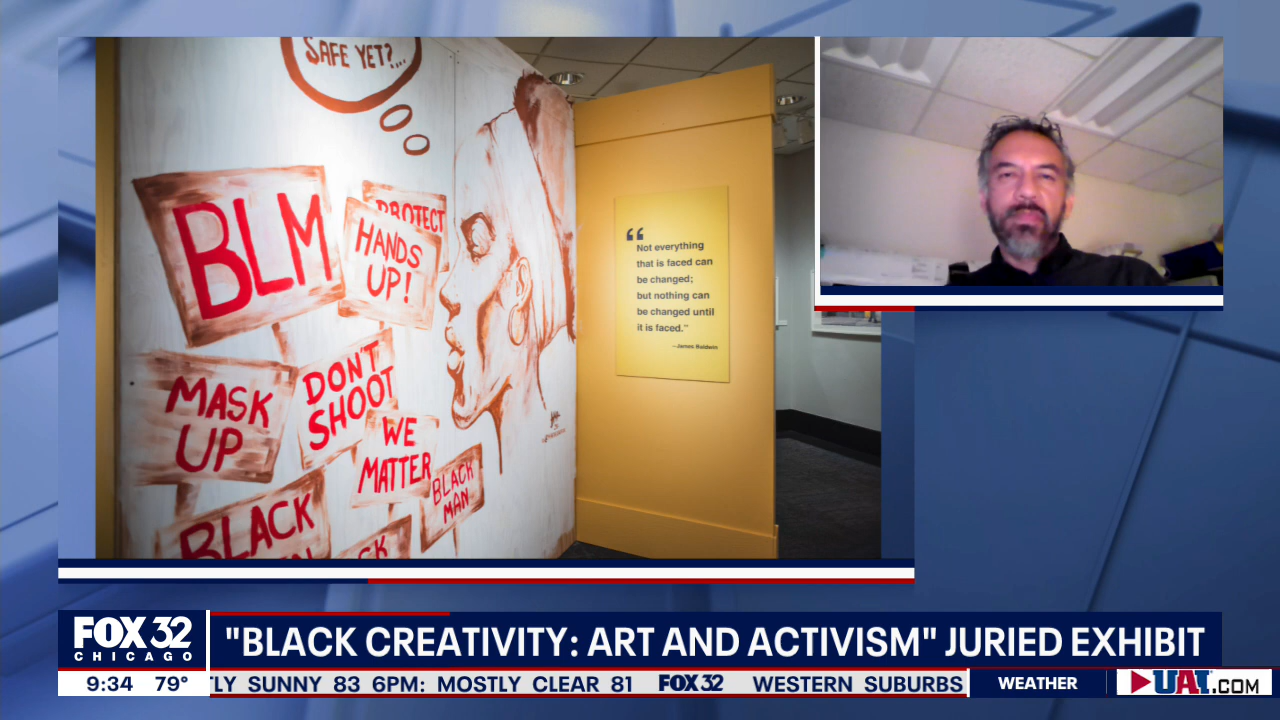 SAFE YET?...
BLM
PROTECT
HANDS
UP!
MASK
UP
DON'T
SHOOT
WE
MATTER
BLACK
MAN
BLACK
“
Not everything
that is faced can
be changed;
but nothing can
be changed until
it is faced.”
—James Baldwin
FOX 32
CHICAGO
"BLACK CREATIVITY: ART AND ACTIVISM" JURIED EXHIBIT
9:34 79° TLY SUNNY 83 6PM: MOSTLY CLEAR 81 FOX 32 WESTERN SUBURBS WEATHER UAT.COM